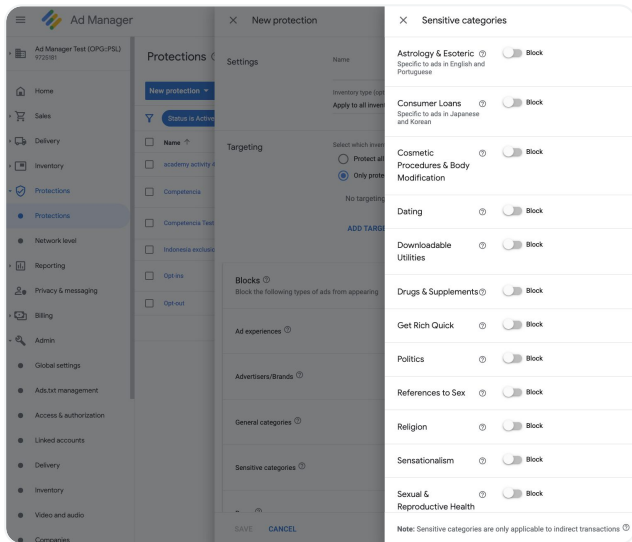 Ad Manager
Ad Manager Test (OPG::PSL)
9725181
Home
Sales
Delivery
Inventory
Protections
Protections
Network level
Reporting
Privacy & messaging
Billing
Admin
Global settings
Ads.txt management
Access & authorization
Linked accounts
Delivery
Inventory
Video and audio
Companies
Protections
New protection
Status is Active
Name
academy activity
Competencia
Competencia Test
Indonesia
Opt-ins
Opt-out
New protection
Settings
Name
Inventory type
Apply to all
Targeting
Select which
Protect all
Only
No targeting
ADD
Blocks
Block the following types of ads from appearing
Ad experiences
Advertisers/Brands
General categories
Sensitive categories
SAVE CANCEL
Sensitive categories
Astrology & Esoteric Block
Specific to ads in English and
Portuguese
Consumer Loans Block
Specific to ads in Japanese
and Korean
Cosmetic Block
Procedures & Body
Modification
Dating Block
Downloadable Block
Utilities
Drugs & Supplements Block
Get Rich Quick Block
Politics Block
References to Sex Block
Religion Block
Sensationalism Block
Sexual & Block
Reproductive Health
Note: Sensitive categories are only applicable to indirect transactions